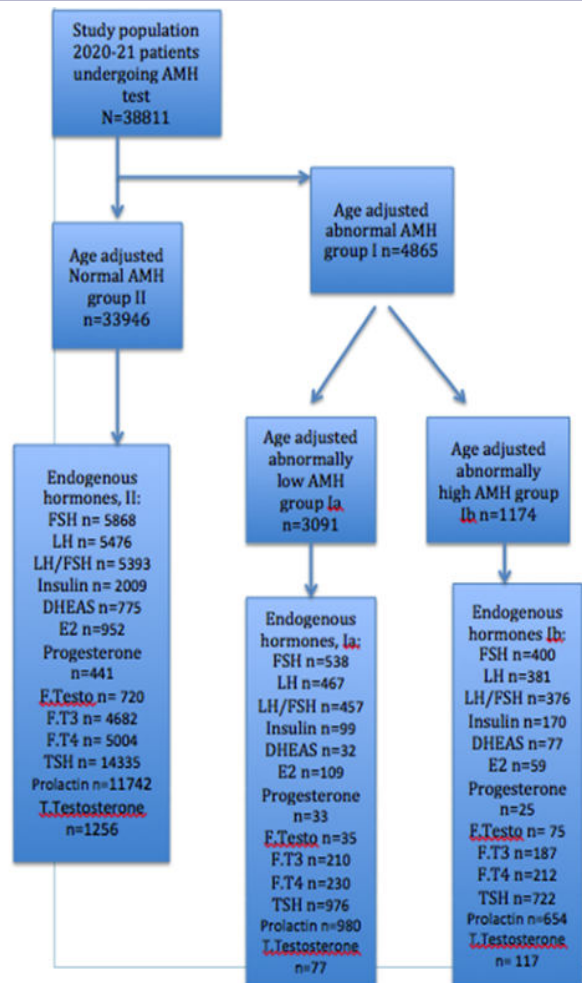 Study population
2020-21 patients
undergoing AMH
test
N=38811
Age adjusted
abnormal AMH
group I n=4865
Age adjusted
Normal AMH
group II
n=33946
Age adjusted
abnormally
low AMH
group Ia
n=3091
Age adjusted
abnormally
high AMH group
Ib n=1174
Endogenous
hormones, II:
FSH n= 5868
LH n= 5476
LH/FSH n= 5393
Insulin n= 2009
DHEAS n=775
E2 n=952
Progesterone
n=441
F.Testo n= 720
F.T3 n= 4682
F.T4 n= 5004
TSH n= 14335
Prolactin n=11742
T.Testosterone
n=1256
Endogenous
hormones, Ia:
FSH n=538
LH n=467
LH/FSH n=457
Insulin n=99
DHEAS n=32
E2 n=109
Progesterone
n=33
F.Testo n=35
F.T3 n=210
F.T4 n=230
TSH n=976
Prolactin n=980
T.Testosterone
n=77
Endogenous
hormones Ib:
FSH n=400
LH n=381
LH/FSH n=376
Insulin n=170
DHEAS n=77
E2 n=59
Progesterone
n=25
F.Testo n= 75
F.T3 n=187
F.T4 n=212
TSH n=722
Prolactin n=654
T.Testosterone
n= 117